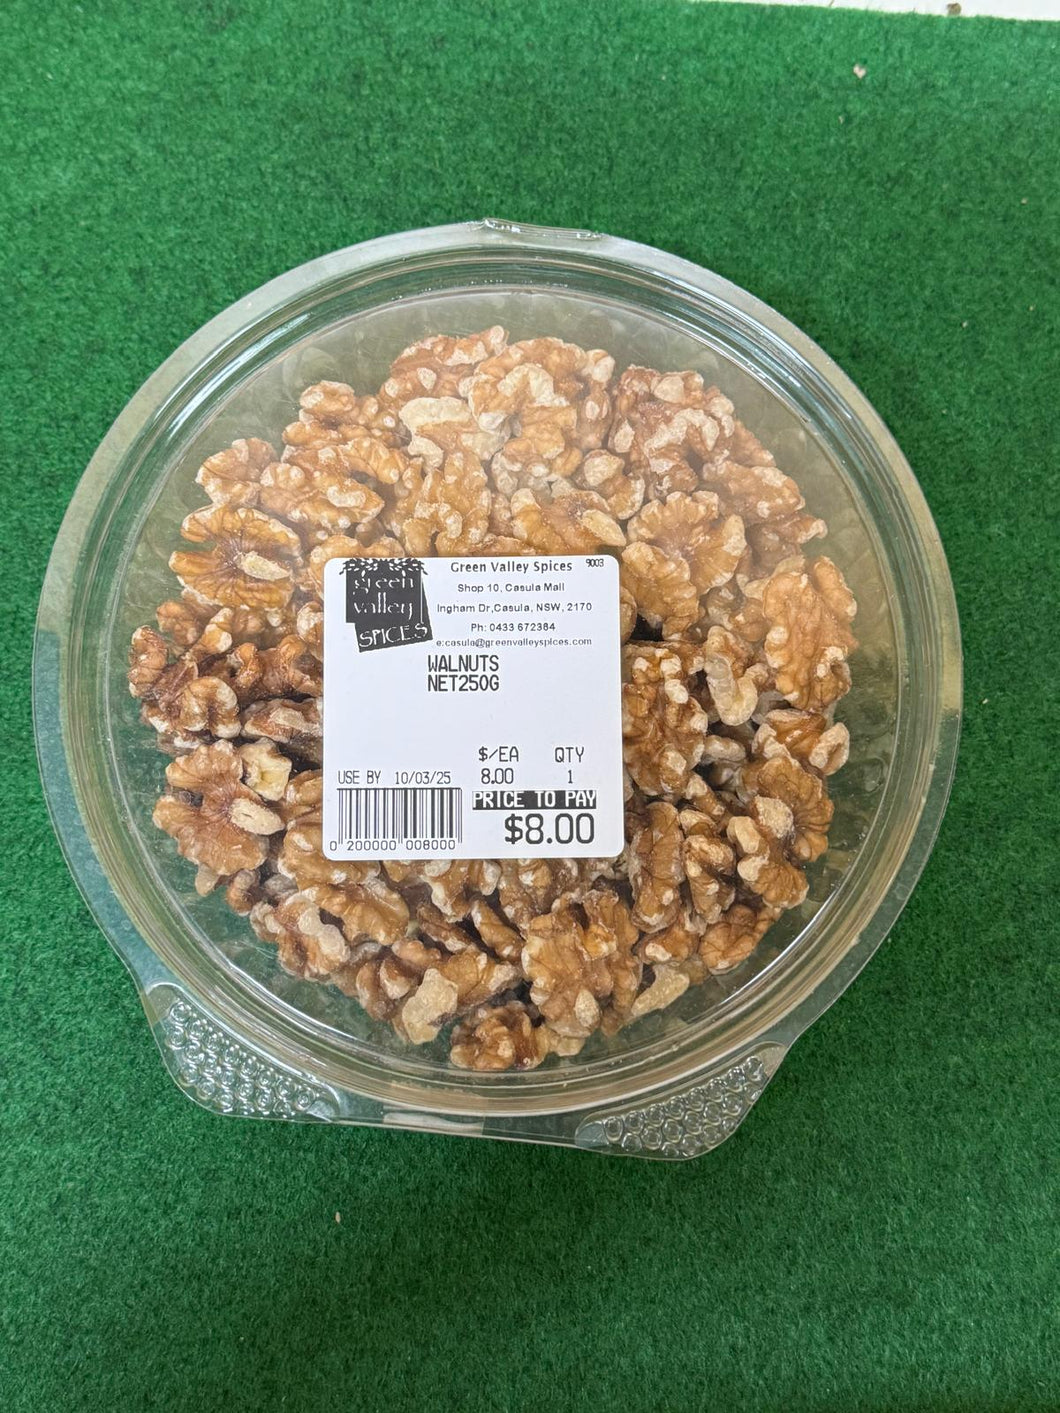 green
valley
SPICES
Green Valley Spices 9003
Shop 10, Casula Mall
Ingham Dr,Casula, NSW, 2170
Ph: 0433 672384
e:casula@greenvalleyspices.com
WALNUTS
NET250G
$/EA QTY
USE BY 10/03/25 8.00 1
PRICE TO PAY
$8.00
0 200000 008000